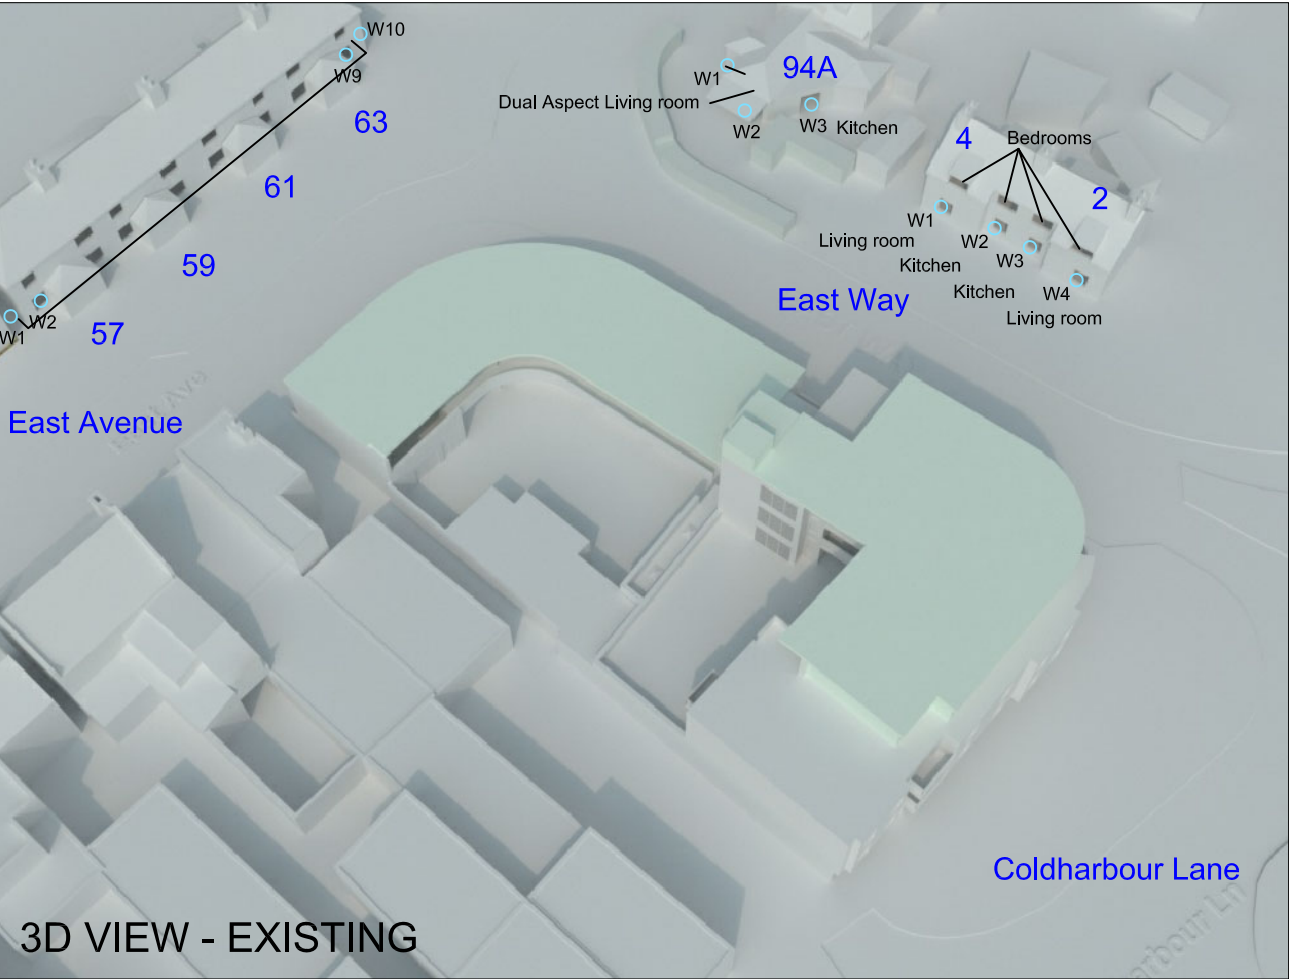 W10
W9
63
61
59
57
W1
W2
East Avenue
W1
94A
Dual Aspect Living room
W2
W3
Kitchen
4
Bedrooms
2
W1
Living room
W2
Kitchen
W3
Kitchen
W4
Living room
East Way
Coldharbour Lane
3D VIEW - EXISTING